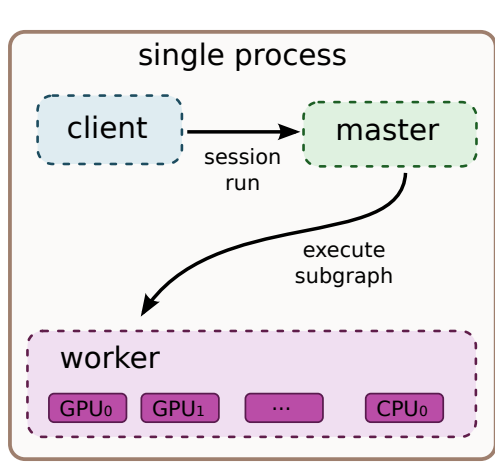 single process
client
master
session
run
execute
subgraph
worker
GPU₀ GPU₁ ... CPU₀